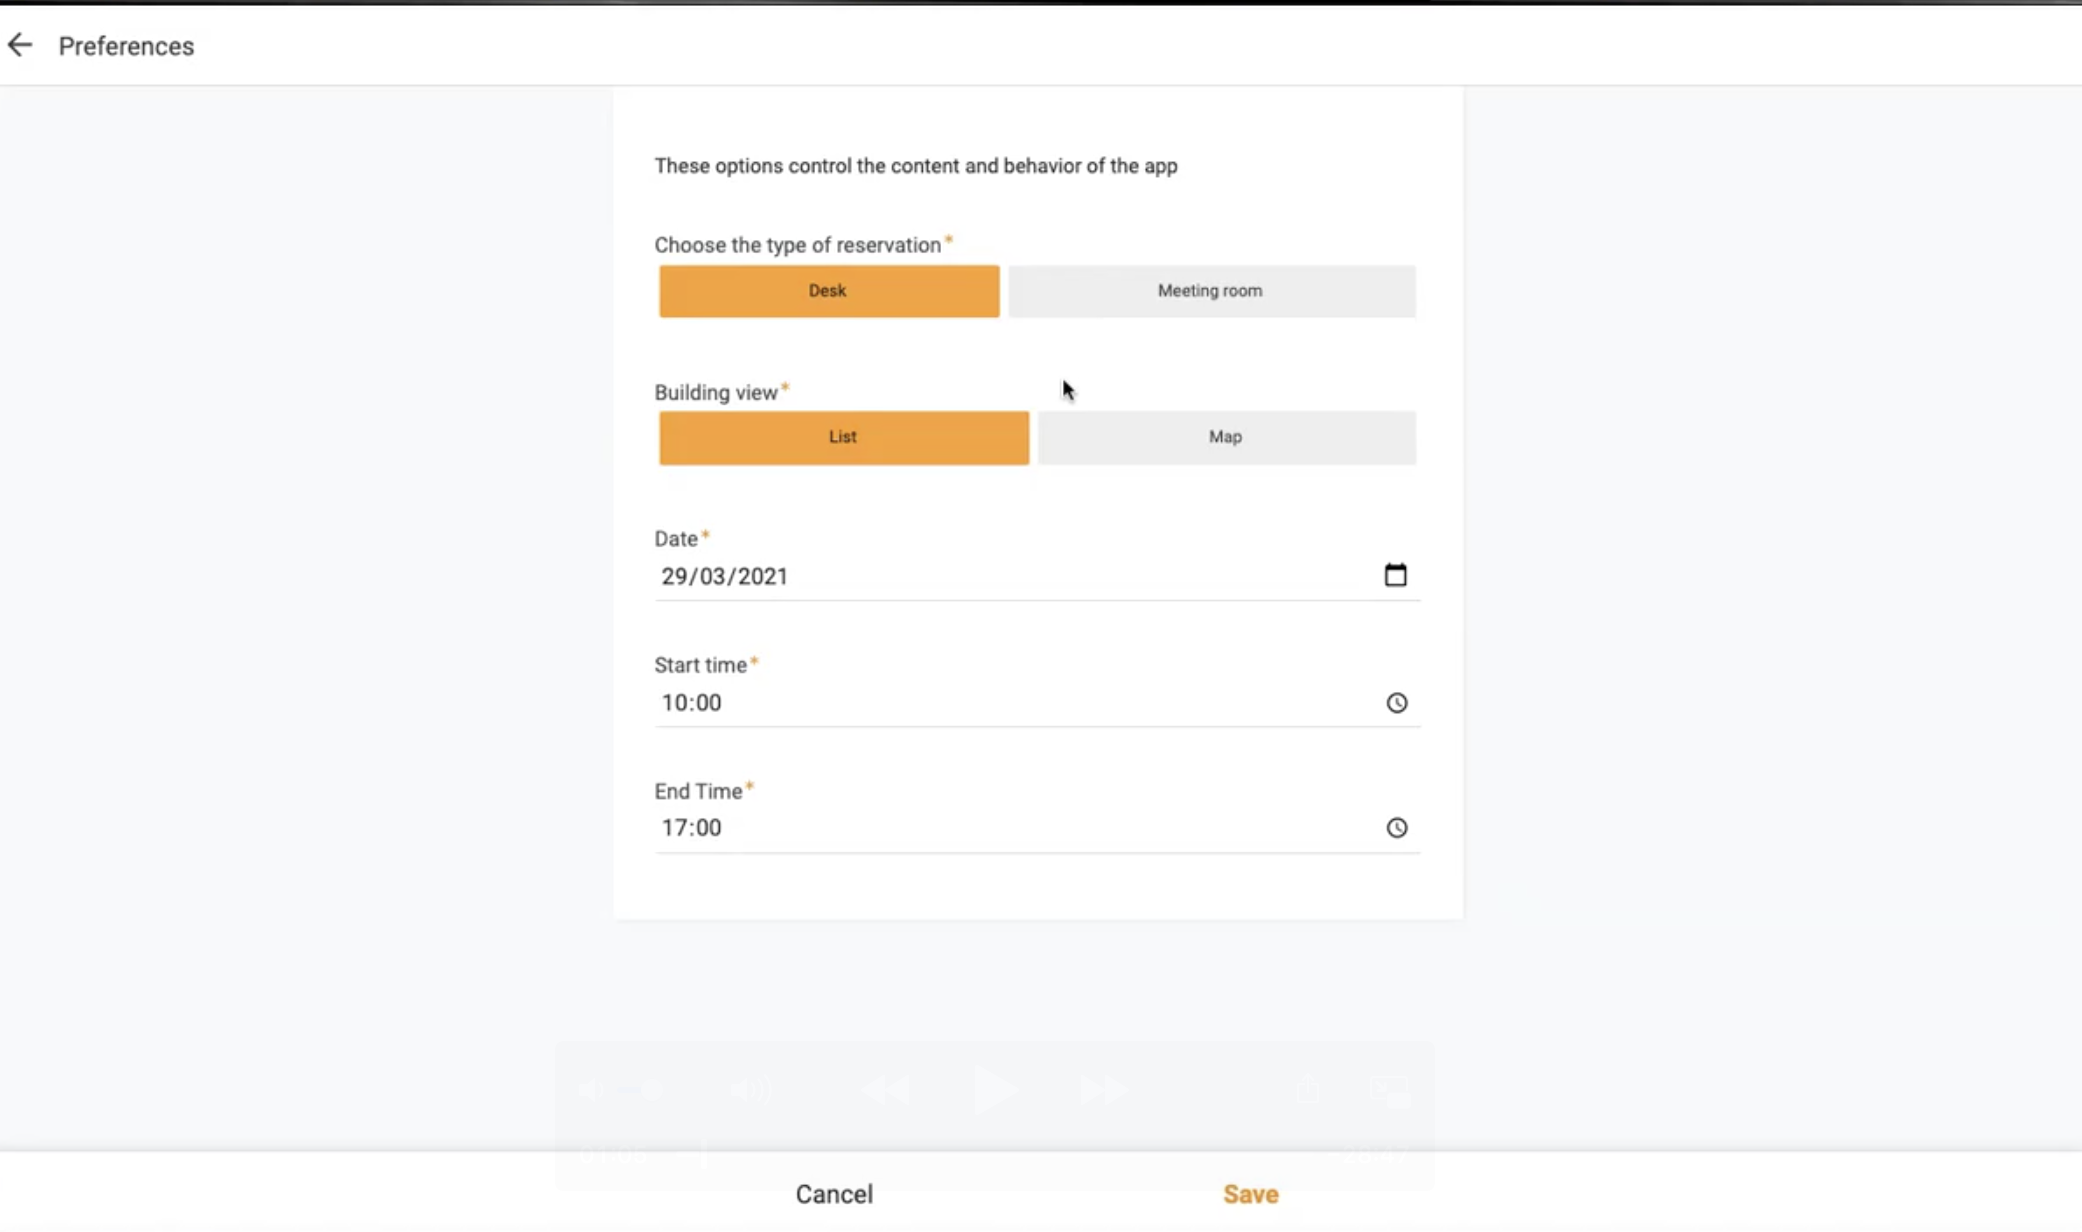 Preferences
These options control the content and behavior of the app
Choose the type of reservation*
Desk
Meeting room
Building view*
List
Map
Date*
29/03/2021
Start time*
10:00
End Time*
17:00
Cancel
Save